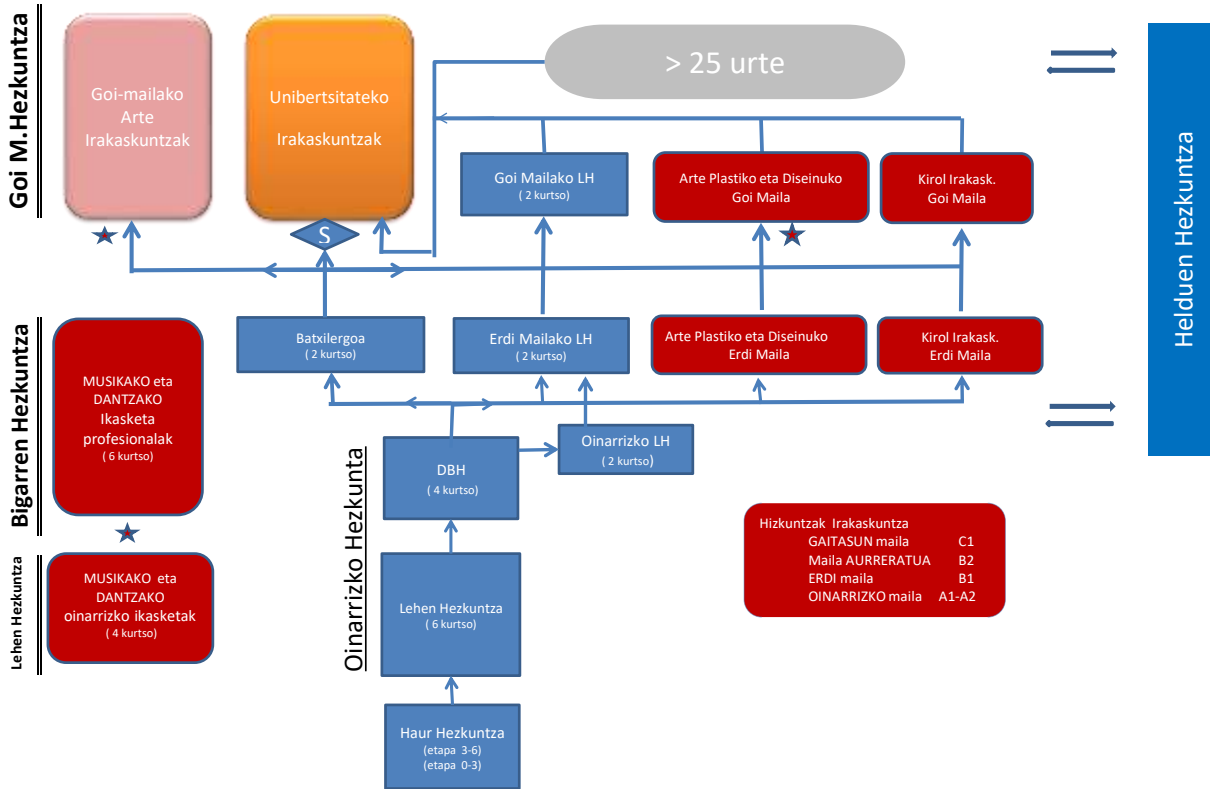 Goi M.Hezkuntza
Goi-mailako
Arte
Irakaskuntzak
Unibertsitateko
Irakaskuntzak
> 25 urte
Goi Mailako LH
( 2 kurtso)
Arte Plastiko eta Diseinuko
Goi Maila
Kirol Irakask.
Goi Maila
S
Helduen Hezkuntza
Bigarren Hezkuntza
MUSIKAKO eta
DANTZAKO
Ikasketa
profesionalak
( 6 kurtso)
Batxilergoa
( 2 kurtso)
Erdi Mailako LH
( 2 kurtso)
Arte Plastiko eta Diseinuko
Erdi Maila
Kirol Irakask.
Erdi Maila
Oinarrizko Hezkunta
DBH
( 4 kurtso)
Oinarrizko LH
( 2 kurtso)
Lehen Hezkuntza
MUSIKAKO eta
DANTZAKO
oinarrizko ikasketak
( 4 kurtso)
Lehen Hezkuntza
(6 kurtso)
Hizkuntzak Irakaskuntza
GAITASUN maila C1
Maila AURRERATUA B2
ERDI maila B1
OINARRIZKO maila A1-A2
Haur Hezkuntza
(etapa 3-6)
(etapa 0-3)